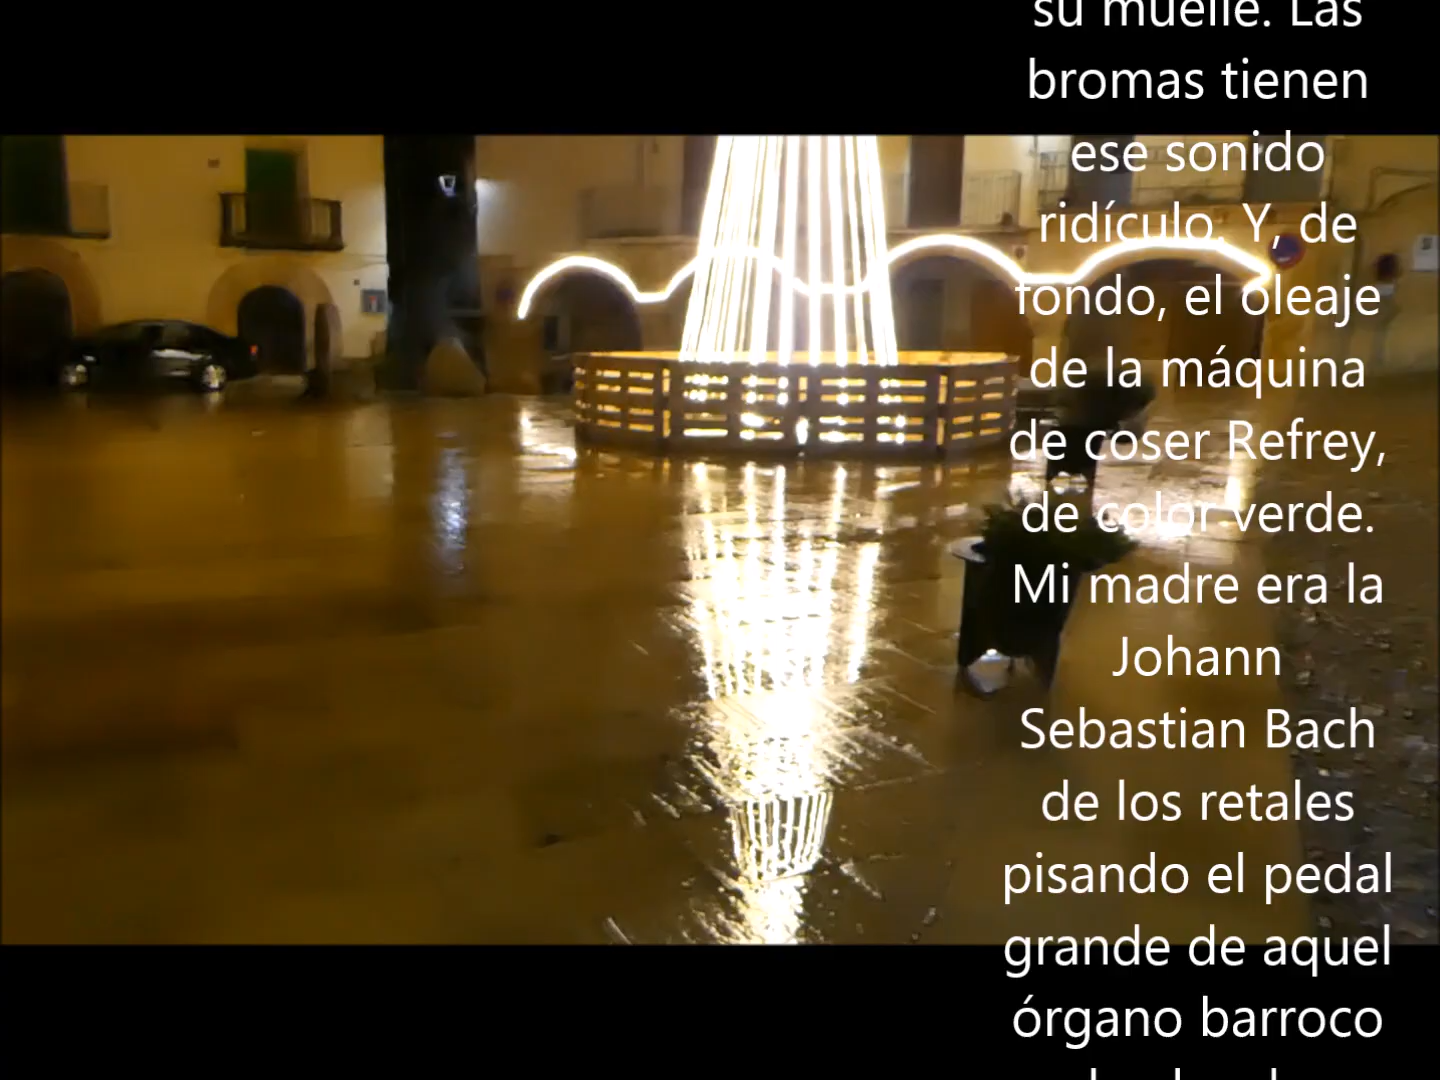 su muelle. Las
bromas tienen
ese sonido
ridículo. Y, de
fondo, el oleaje
de la máquina
de coser Refrey,
de color verde.
Mi madre era la
Johann
Sebastian Bach
de los retales
pisando el pedal
grande de aquel
órgano barroco